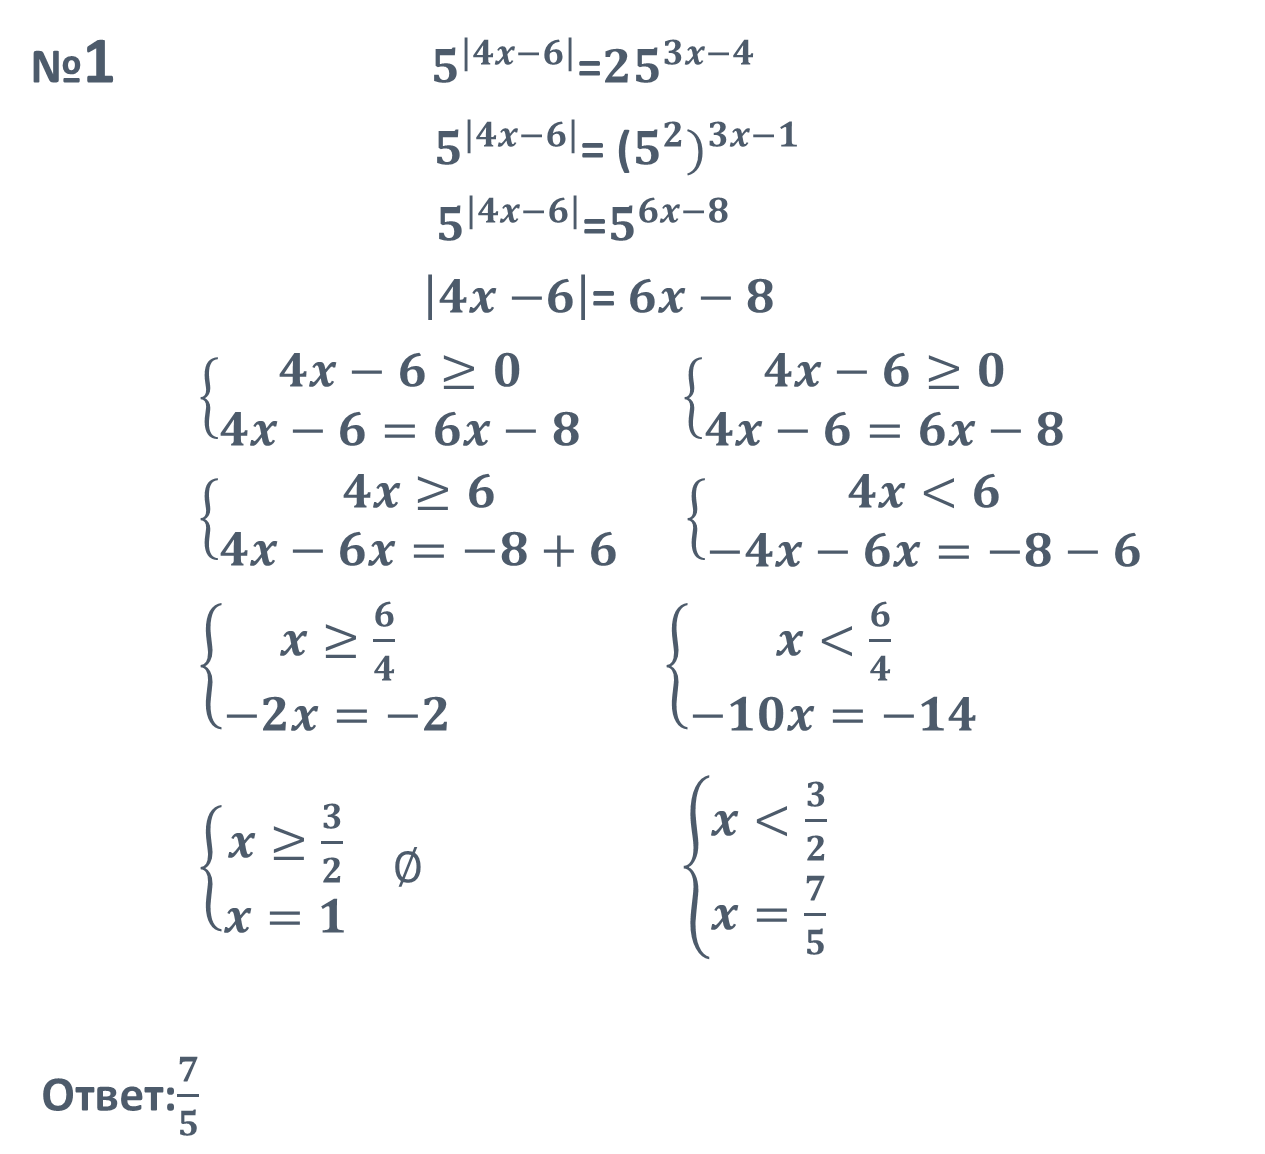 №1
5^{|4x−6|}=25^{3x−4}
5^{|4x−6|}= (5^2)^{3x−1}
5^{|4x−6|}=5^{6x−8}
|4x −6|= 6x − 8
{ 4x − 6 ≥ 0 { 4x − 6 ≥ 0
4x − 6 = 6x − 8 4x − 6 = 6x − 8
{ 4x ≥ 6 { 4x < 6
4x − 6x = −8 + 6 −4x − 6x = −8 − 6
{ x ≥ 6/4 { x < 6/4
−2x = −2 −10x = −14
{ x ≥ 3/2 ∅ { x < 3/2
x = 1 x = 7/5
Ответ: 7/5